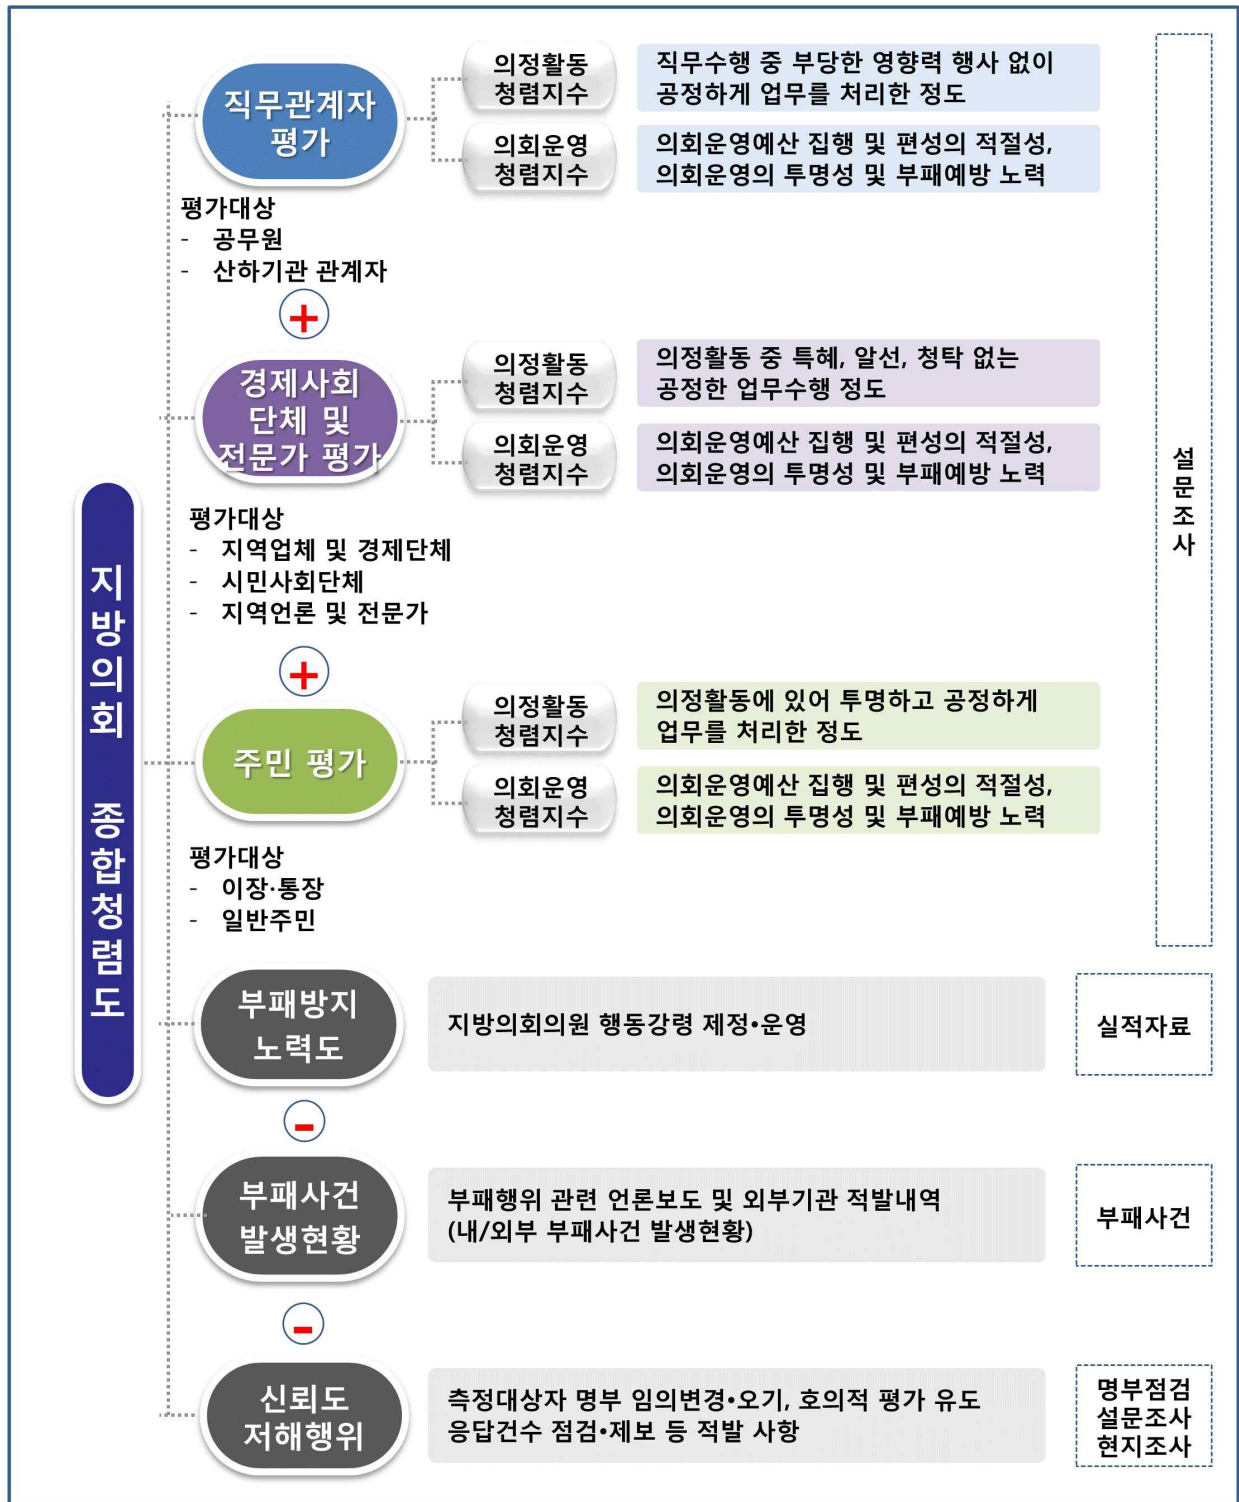 지방의회 종합청렴도
직무관계자
평가
의정활동
청렴지수
직무수행 중 부당한 영향력 행사 없이
공정하게 업무를 처리한 정도
의회운영
청렴지수
의회운영예산 집행 및 편성의 적절성,
의회운영의 투명성 및 부패예방 노력
평가대상
- 공무원
- 산하기관 관계자
+
경제사회
단체 및
전문가 평가
의정활동
청렴지수
의정활동 중 특혜, 알선, 청탁 없는
공정한 업무수행 정도
의회운영
청렴지수
의회운영예산 집행 및 편성의 적절성,
의회운영의 투명성 및 부패예방 노력
평가대상
- 지역업체 및 경제단체
- 시민사회단체
- 지역언론 및 전문가
+
주민 평가
의정활동
청렴지수
의정활동에 있어 투명하고 공정하게
업무를 처리한 정도
의회운영
청렴지수
의회운영예산 집행 및 편성의 적절성,
의회운영의 투명성 및 부패예방 노력
평가대상
- 이장·통장
- 일반주민
설문조사
부패방지
노력도
지방의회의원 행동강령 제정•운영
실적자료
-
부패사건
발생현황
부패행위 관련 언론보도 및 외부기관 적발내역
(내/외부 부패사건 발생현황)
부패사건
-
신뢰도
저해행위
측정대상자 명부 임의변경•오기, 호의적 평가 유도
응답건수 점검•제보 등 적발 사항
명부점검
설문조사
현지조사